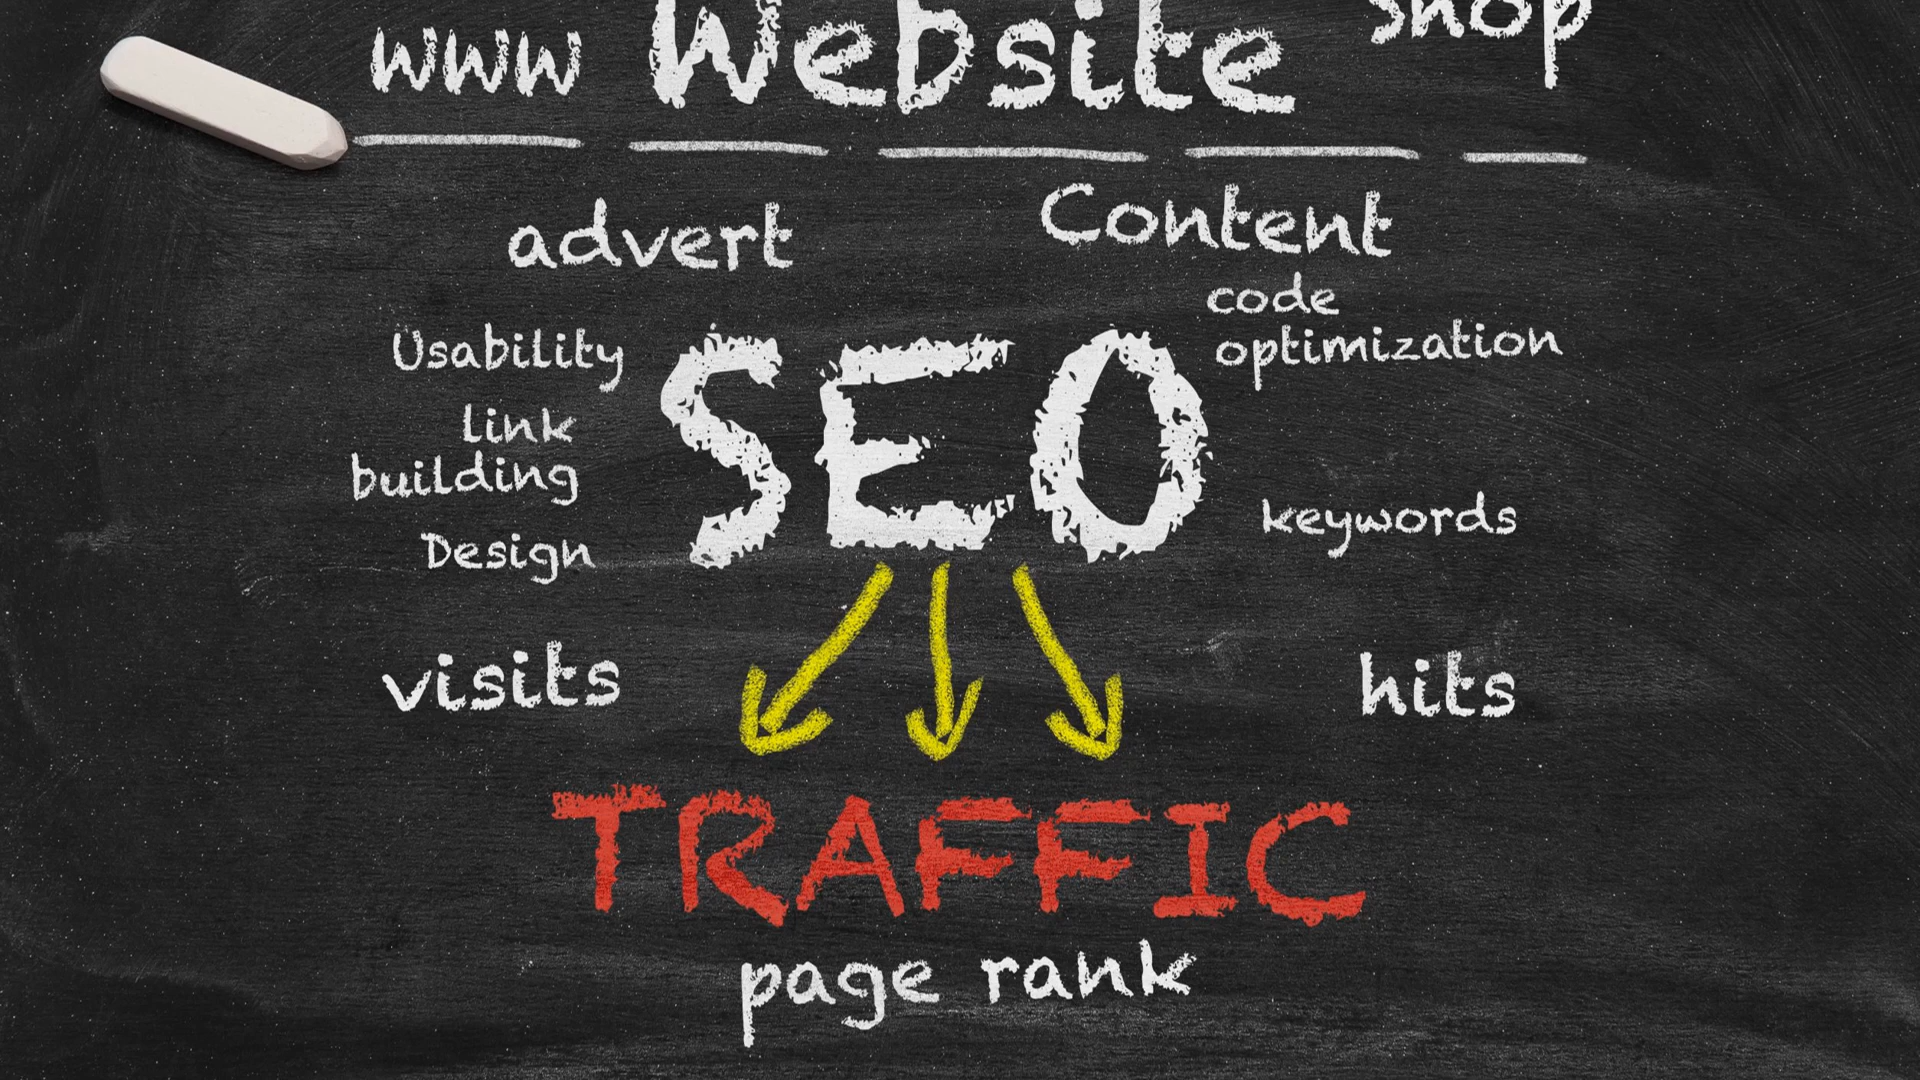 www Website shop
advert Content
code
optimization
Usability
link
building
SEO
keywords
Design
visits hits
TRAFFIC
page rank